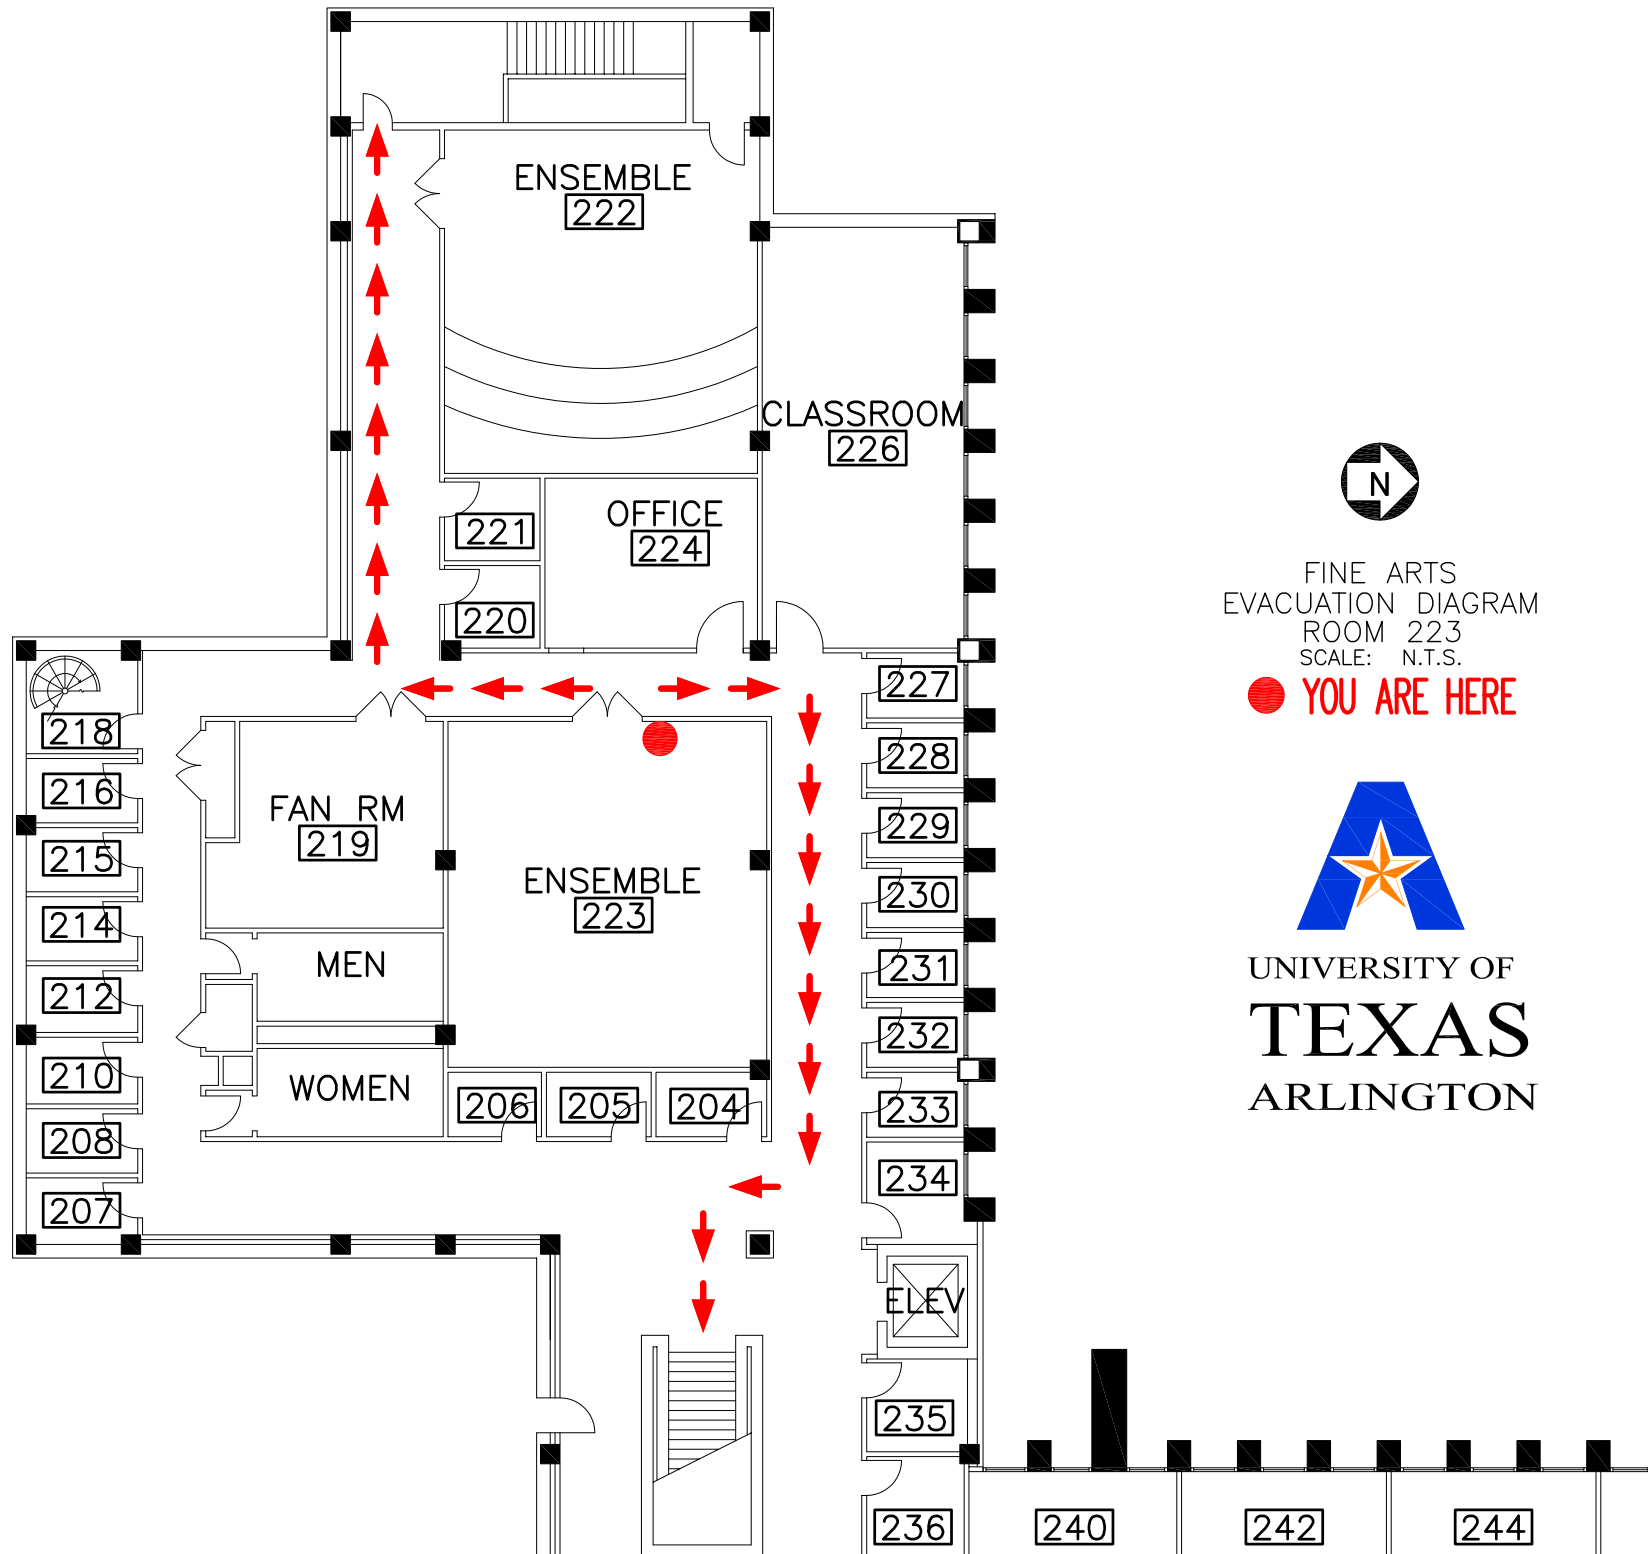 ENSEMBLE
222
CLASSROOM
226
221
OFFICE
224
220
N
FINE ARTS
EVACUATION DIAGRAM
ROOM 223
SCALE: N.T.S.
YOU ARE HERE
227
218
228
216
FAN RM
219
229
215
ENSEMBLE
223
230
214
MEN
231
212
232
210
WOMEN
206
205
204
233
208
234
207
UNIVERSITY OF
TEXAS
ARLINGTON
ELEV
235
236
240
242
244